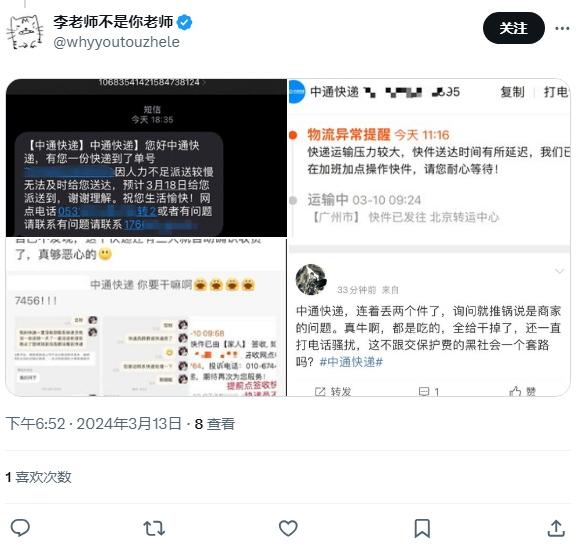 李老师不是你老师
@whyyoutouzhele
关注
10683541421584738124
短信
今天 18:35
【中通快递】中通快递】您好中通快
递，有您一份快递到了单号
因人力不足派送较慢
无法及时给您送达，预计3月18日给您
派送到，谢谢理解。祝您生活愉快！网
点电话053 转2或者有问题
请联系有问题请联系 176
了，真够恶心的
中通快递 你要干嘛啊
7456!!!
-10 09:58
快件已由【家人】签收, 如
投诉电话: 010-674
提前点签收快
中通快递
复制
打电
物流异常提醒 今天 11:16
快递运输压力较大，快件送达时间有所延迟，我们已
在加班加点操作快件，请您耐心等待！
运输中 03-10 09:24
【广州市】 快件已发往 北京转运中心
33分钟前 来自
中通快递，连着丢两个件了，询问就推锅说是商家
的问题。真牛啊，都是吃的，全给干掉了，还一直
打电话骚扰，这不跟交保护费的黑社会一个套路
吗？#中通快递#
转发
1
赞
下午6:52 · 2024年3月13日 · 8 查看
1 喜欢次数